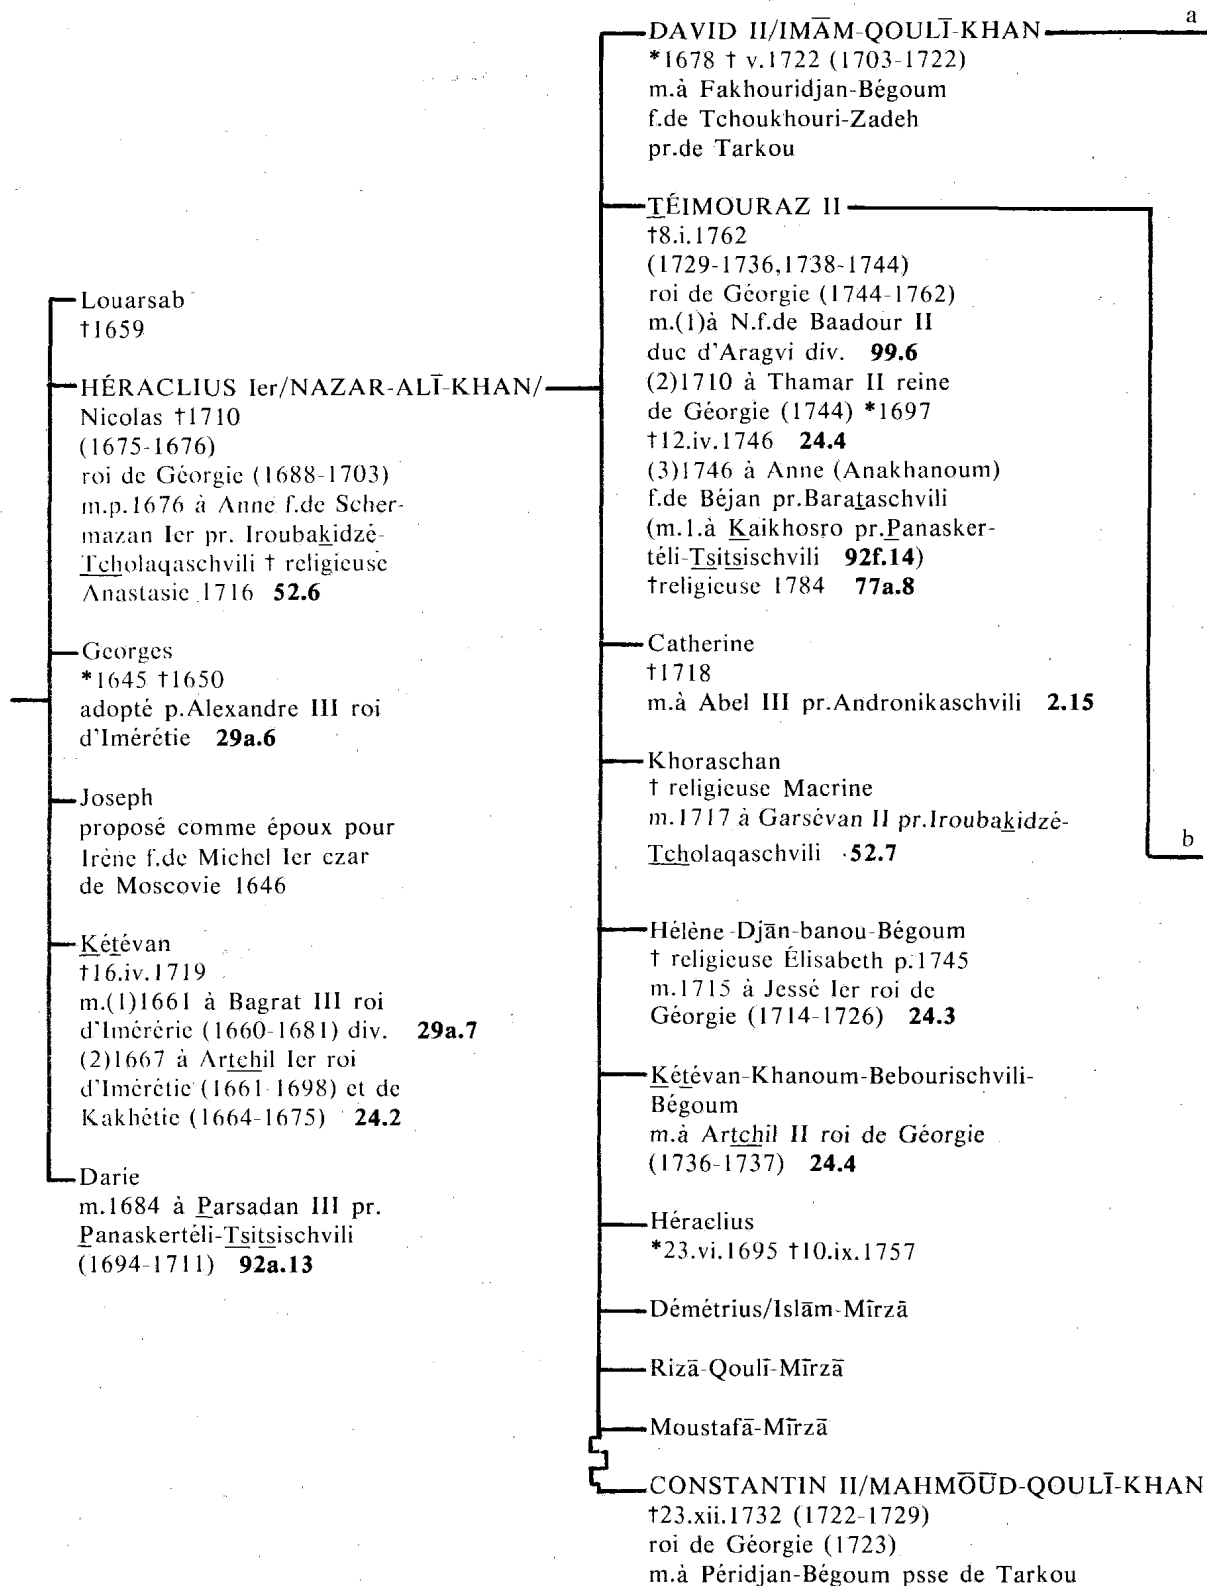 Louarsab
†1659
HÉRACLIUS Ier/NAZAR-ALĪ-KHAN/
Nicolas †1710
(1675-1676)
roi de Géorgie (1688-1703)
m.p.1676 à Anne f.de Scher-
mazan Ier pr. Iroubakidzé-
Tcholaqaschvili † religieuse
Anastasie 1716 52.6
Georges
*1645 †1650
adopté p.Alexandre III roi
d'Imérétie 29a.6
Joseph
proposé comme époux pour
Irène f.de Michel Ier czar
de Moscovie 1646
Kétévan
†16.iv.1719
m.(1)1661 à Bagrat III roi
d'Imérérie (1660-1681) div. 29a.7
(2)1667 à Artchil Ier roi
d'Imérétie (1661-1698) et de
Kakhétie (1664-1675) 24.2
Darie
m.1684 à Parsadan III pr.
Panaskertéli-Tsitsischvili
(1694-1711) 92a.13
DAVID II/IMĀM-QOULĪ-KHAN
a
*1678 † v.1722 (1703-1722)
m.à Fakhouridjan-Bégoum
f.de Tchoukhouri-Zadeh
pr.de Tarkou
TÉIMOURAZ II
†8.i.1762
(1729-1736,1738-1744)
roi de Géorgie (1744-1762)
m.(1)à N.f.de Baadour II
duc d'Aragvi div. 99.6
(2)1710 à Thamar II reine
de Géorgie (1744) *1697
†12.iv.1746 24.4
(3)1746 à Anne (Anakhanoum)
f.de Béjan pr.Barataschvili
(m.1.à Kaikhosro pr.Panasker-
téli-Tsitsischvili 92f.14)
†religieuse 1784 77a.8
Catherine
†1718
m.à Abel III pr.Andronikaschvili 2.15
Khoraschan
† religieuse Macrine
m.1717 à Garsévan II pr.Iroubakidzé-
Tcholaqaschvili 52.7
b
Hélène-Djān-banou-Bégoum
† religieuse Élisabeth p.1745
m.1715 à Jessé Ier roi de
Géorgie (1714-1726) 24.3
Kétévan-Khanoum-Bebourischvili-
Bégoum
m.à Artchil II roi de Géorgie
(1736-1737) 24.4
Héraclius
*23.vi.1695 †10.ix.1757
Démétrius/Islām-Mīrzā
Rizā-Qoulī-Mīrzā
Moustafā-Mīrzā
CONSTANTIN II/MAHMŌŪD-QOULĪ-KHAN
†23.xii.1732 (1722-1729)
roi de Géorgie (1723)
m.à Péridjan-Bégoum psse de Tarkou